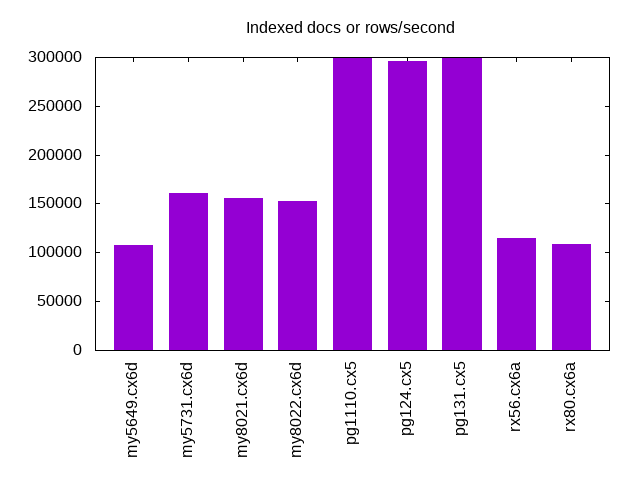 Indexed docs or rows/second
300000
250000
200000
150000
100000
50000
0
my5649.cx6d
my5731.cx6d
my8021.cx6d
my8022.cx6d
pg1110.cx5
pg124.cx5
pg131.cx5
rx56.cx6a
rx80.cx6a